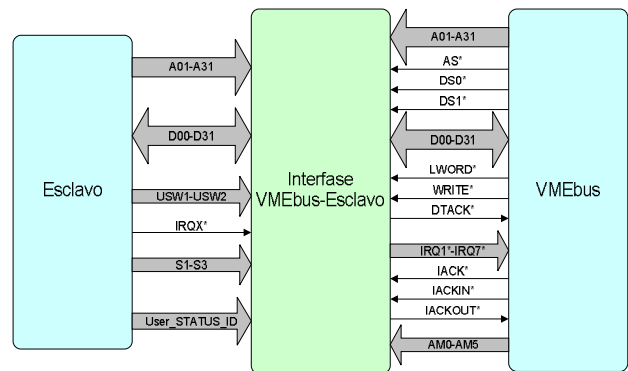 Esclavo
A01-A31
D00-D31
USW1-USW2
IRQX*
S1-S3
User_STATUS_ID
Interfase
VMEbus-Esclavo
A01-A31
AS*
DS0*
DS1*
D00-D31
LWORD*
WRITE*
DTACK*
IRQ1*-IRQ7*
IACK*
IACKIN*
IACKOUT*
AM0-AM5
VMEbus